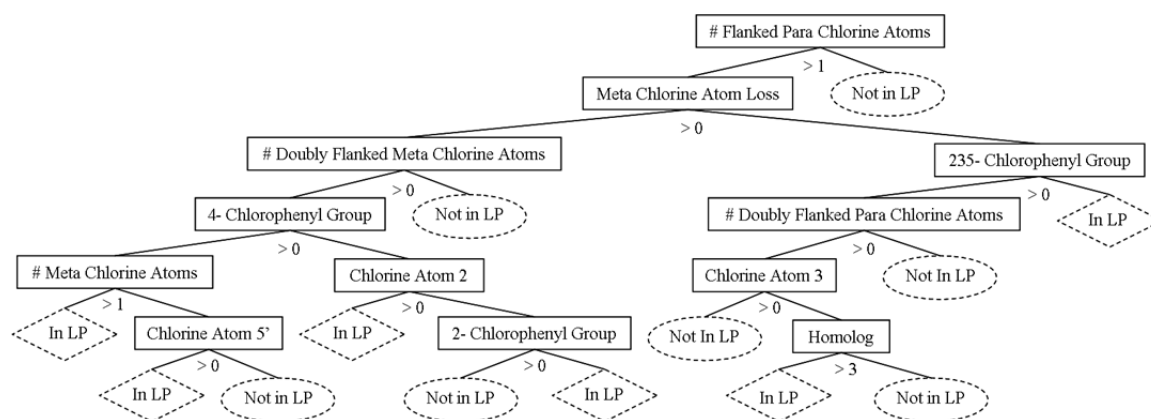 # Flanked Para Chlorine Atoms
> 1
Meta Chlorine Atom Loss
Not in LP
> 0
# Doubly Flanked Meta Chlorine Atoms
235- Chlorophenyl Group
> 0
> 0
4- Chlorophenyl Group
Not in LP
# Doubly Flanked Para Chlorine Atoms
In LP
> 0
> 0
# Meta Chlorine Atoms
Chlorine Atom 2
Chlorine Atom 3
Not In LP
> 1
> 0
> 0
In LP
Chlorine Atom 5’
In LP
2- Chlorophenyl Group
Not In LP
Homolog
> 0
> 0
> 3
In LP
Not in LP
Not in LP
In LP
In LP
Not in LP